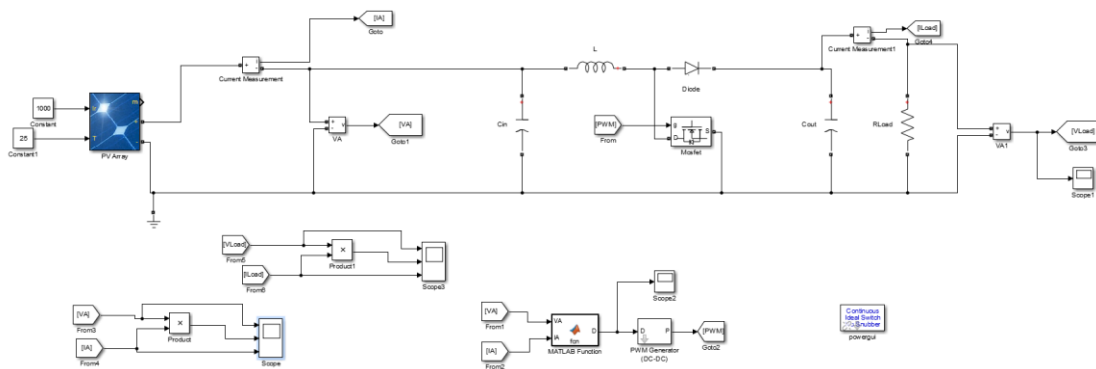 [IA]
Goto
+
-
i
Current Measurement
1000
Constant
25
Constant1
T
m
+
-
PV Array
+
-
v
VA
[VA]
Goto1
Cin
L
Diode
[PWM]
From
g
D
S
Mosfet
Cout
+
-
i
Current Measurement1
[ILoad]
Goto4
RLoad
+
-
v
VA1
[VLoad]
Goto3
Scope1
[VLoad]
From5
[ILoad]
From6
×
Product1
Scope3
[VA]
From3
[IA]
From4
×
Product
Scope
[VA]
From1
[IA]
From2
VA
IA
D
fcn
MATLAB Function
Scope2
D
P
PWM Generator
(DC-DC)
[PWM]
Goto2
Continuous
Ideal Switch
Snubber
powergui